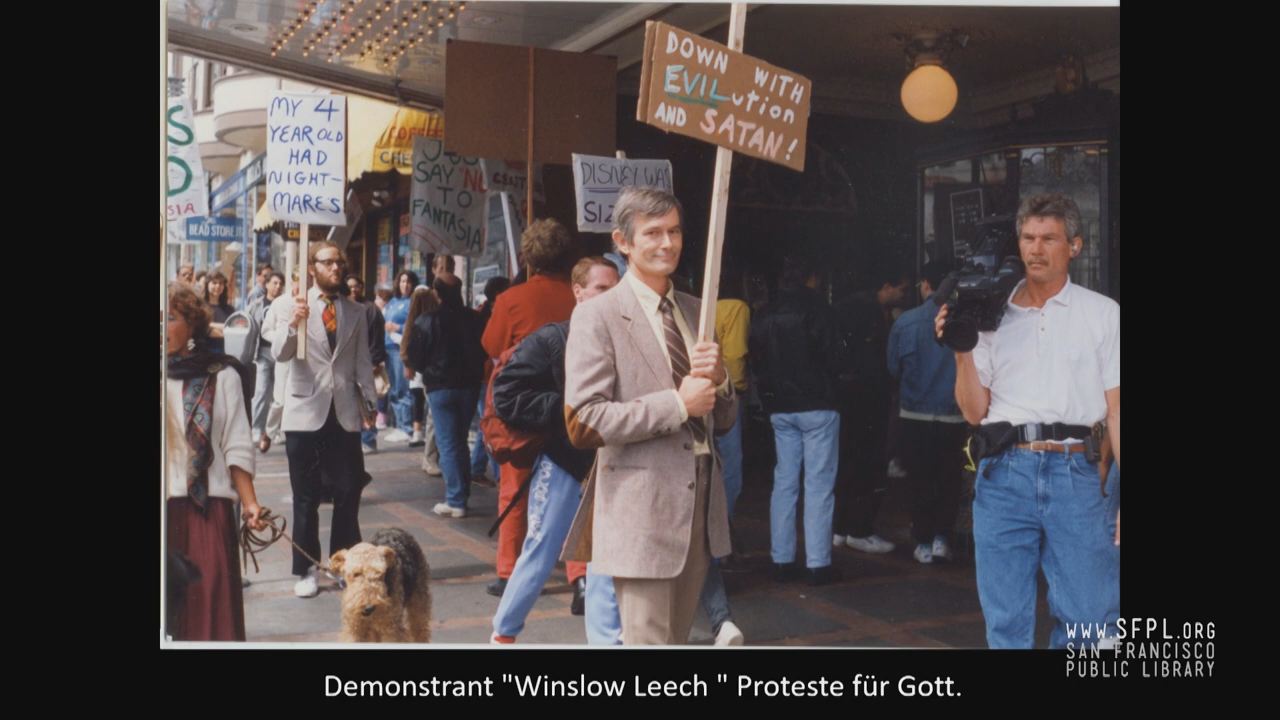 DOWN WITH
EVILution
AND SATAN!
MY 4
YEAR OLD
HAD
NIGHT-
MARES
COFFEE
SAY "NO
TO
FANTASIA
DISNEY WAS
BEAD STORE
WWW.SFPL.ORG
SAN FRANCISCO
PUBLIC LIBRARY
Demonstrant "Winslow Leech " Proteste für Gott.